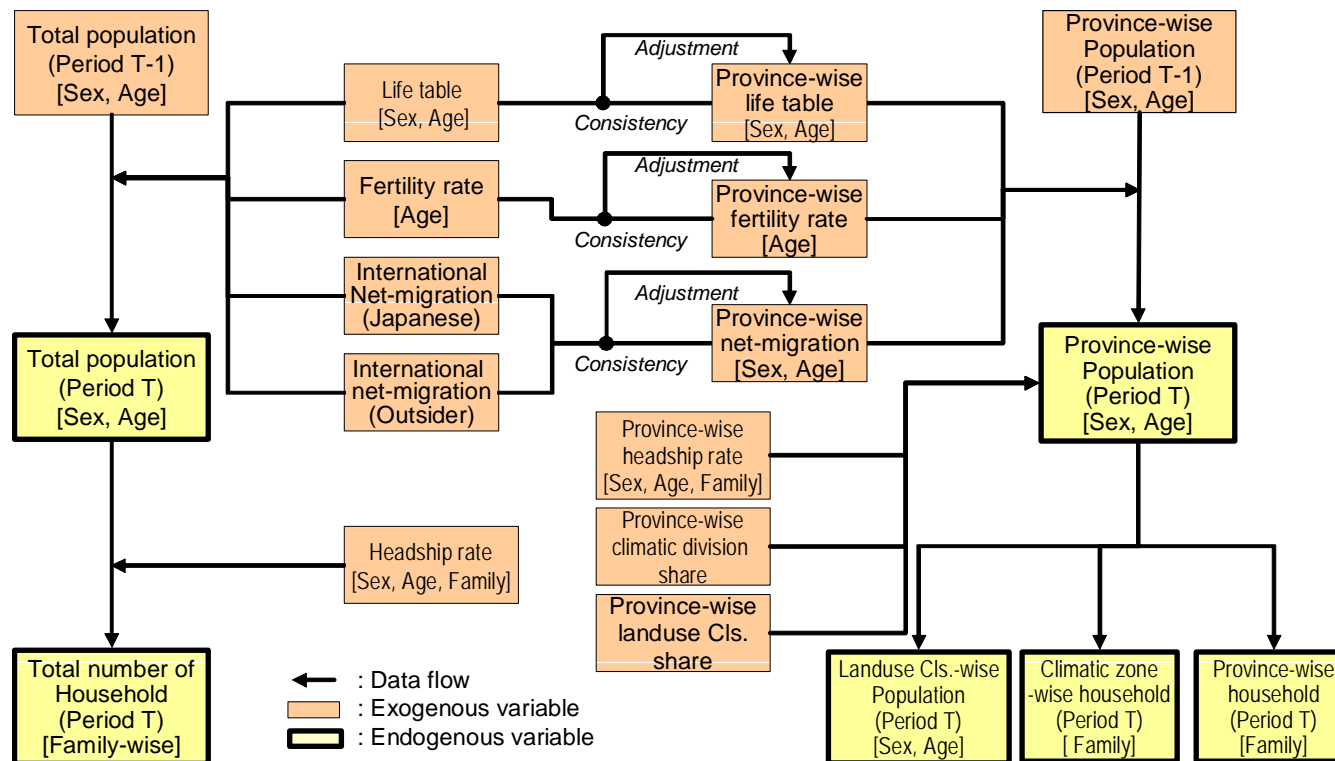 Total population
(Period T-1)
[Sex, Age]
Life table
[Sex, Age]
Adjustment
Consistency
Province-wise
life table
[Sex, Age]
Province-wise
Population
(Period T-1)
[Sex, Age]
Fertility rate
[Age]
Adjustment
Consistency
Province-wise
fertility rate
[Age]
International
Net-migration
(Japanese)
International
net-migration
(Outsider)
Adjustment
Consistency
Province-wise
net-migration
[Sex, Age]
Total population
(Period T)
[Sex, Age]
Province-wise
Population
(Period T)
[Sex, Age]
Province-wise
headship rate
[Sex, Age, Family]
Province-wise
climatic division
share
Province-wise
landuse Cls.
share
Headship rate
[Sex, Age, Family]
Total number of
Household
(Period T)
[Family-wise]
: Data flow
: Exogenous variable
: Endogenous variable
Landuse Cls.-wise
Population
(Period T)
[Sex, Age]
Climatic zone
-wise household
(Period T)
[ Family]
Province-wise
household
(Period T)
[Family]